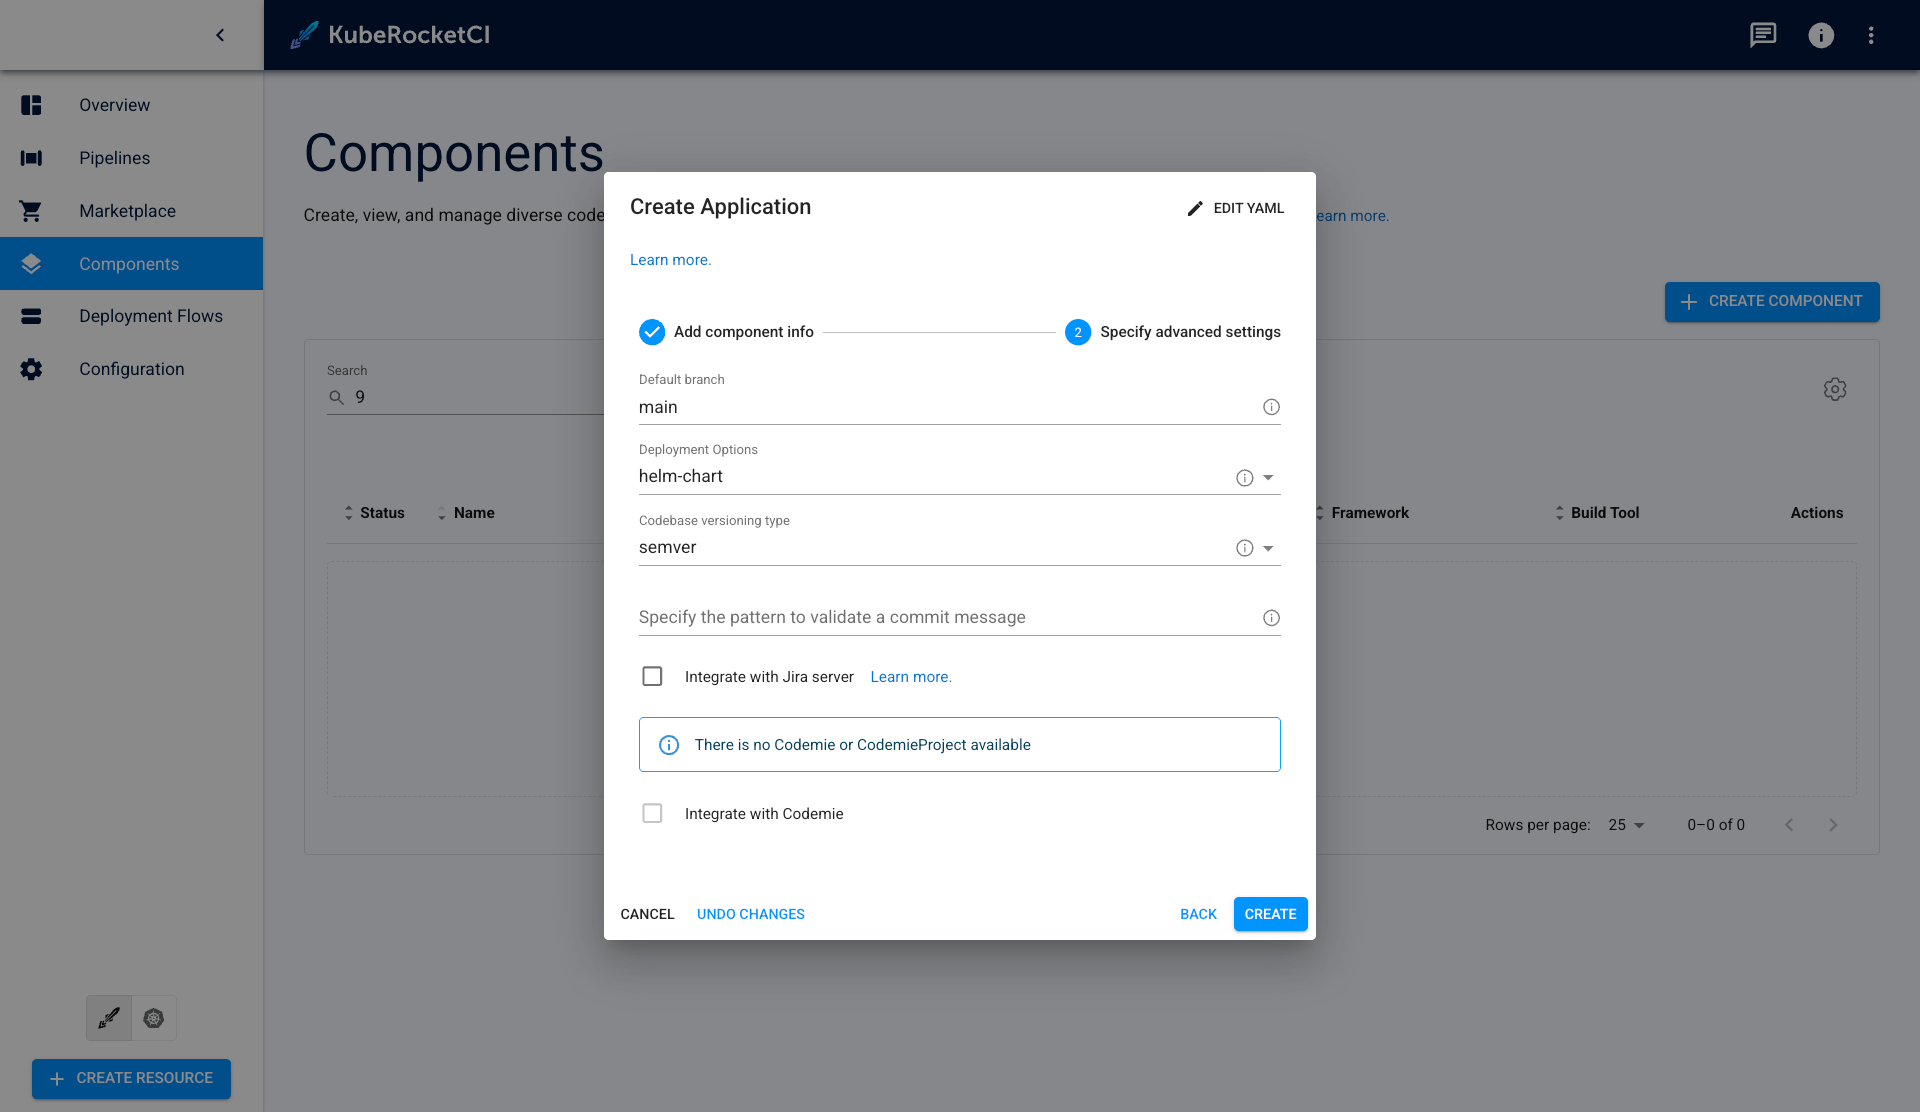 KubeRocketCI
Overview
Pipelines
Marketplace
Components
Deployment Flows
Configuration
CREATE RESOURCE
Components
Create, view, and manage diverse code
earn more.
CREATE COMPONENT
Search
9
Status Name Framework Build Tool Actions
Rows per page: 25 0–0 of 0
Create Application
EDIT YAML
Learn more.
Add component info
2 Specify advanced settings
Default branch
main
Deployment Options
helm-chart
Codebase versioning type
semver
Specify the pattern to validate a commit message
Integrate with Jira server Learn more.
There is no Codemie or CodemieProject available
Integrate with Codemie
CANCEL UNDO CHANGES BACK CREATE